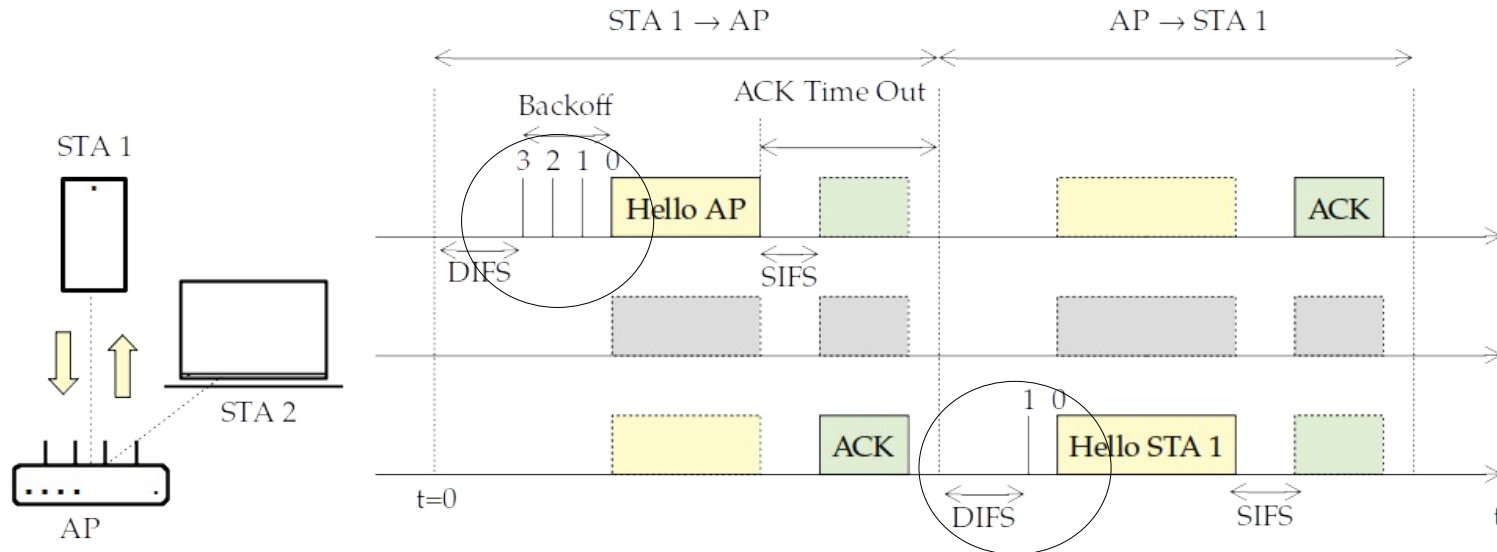 STA 1 → AP
AP → STA 1
Backoff
ACK Time Out
STA 1
3 2 1 0
Hello AP
ACK
DIFS
SIFS
STA 2
1 0
ACK
Hello STA 1
t=0
DIFS
SIFS
t
AP